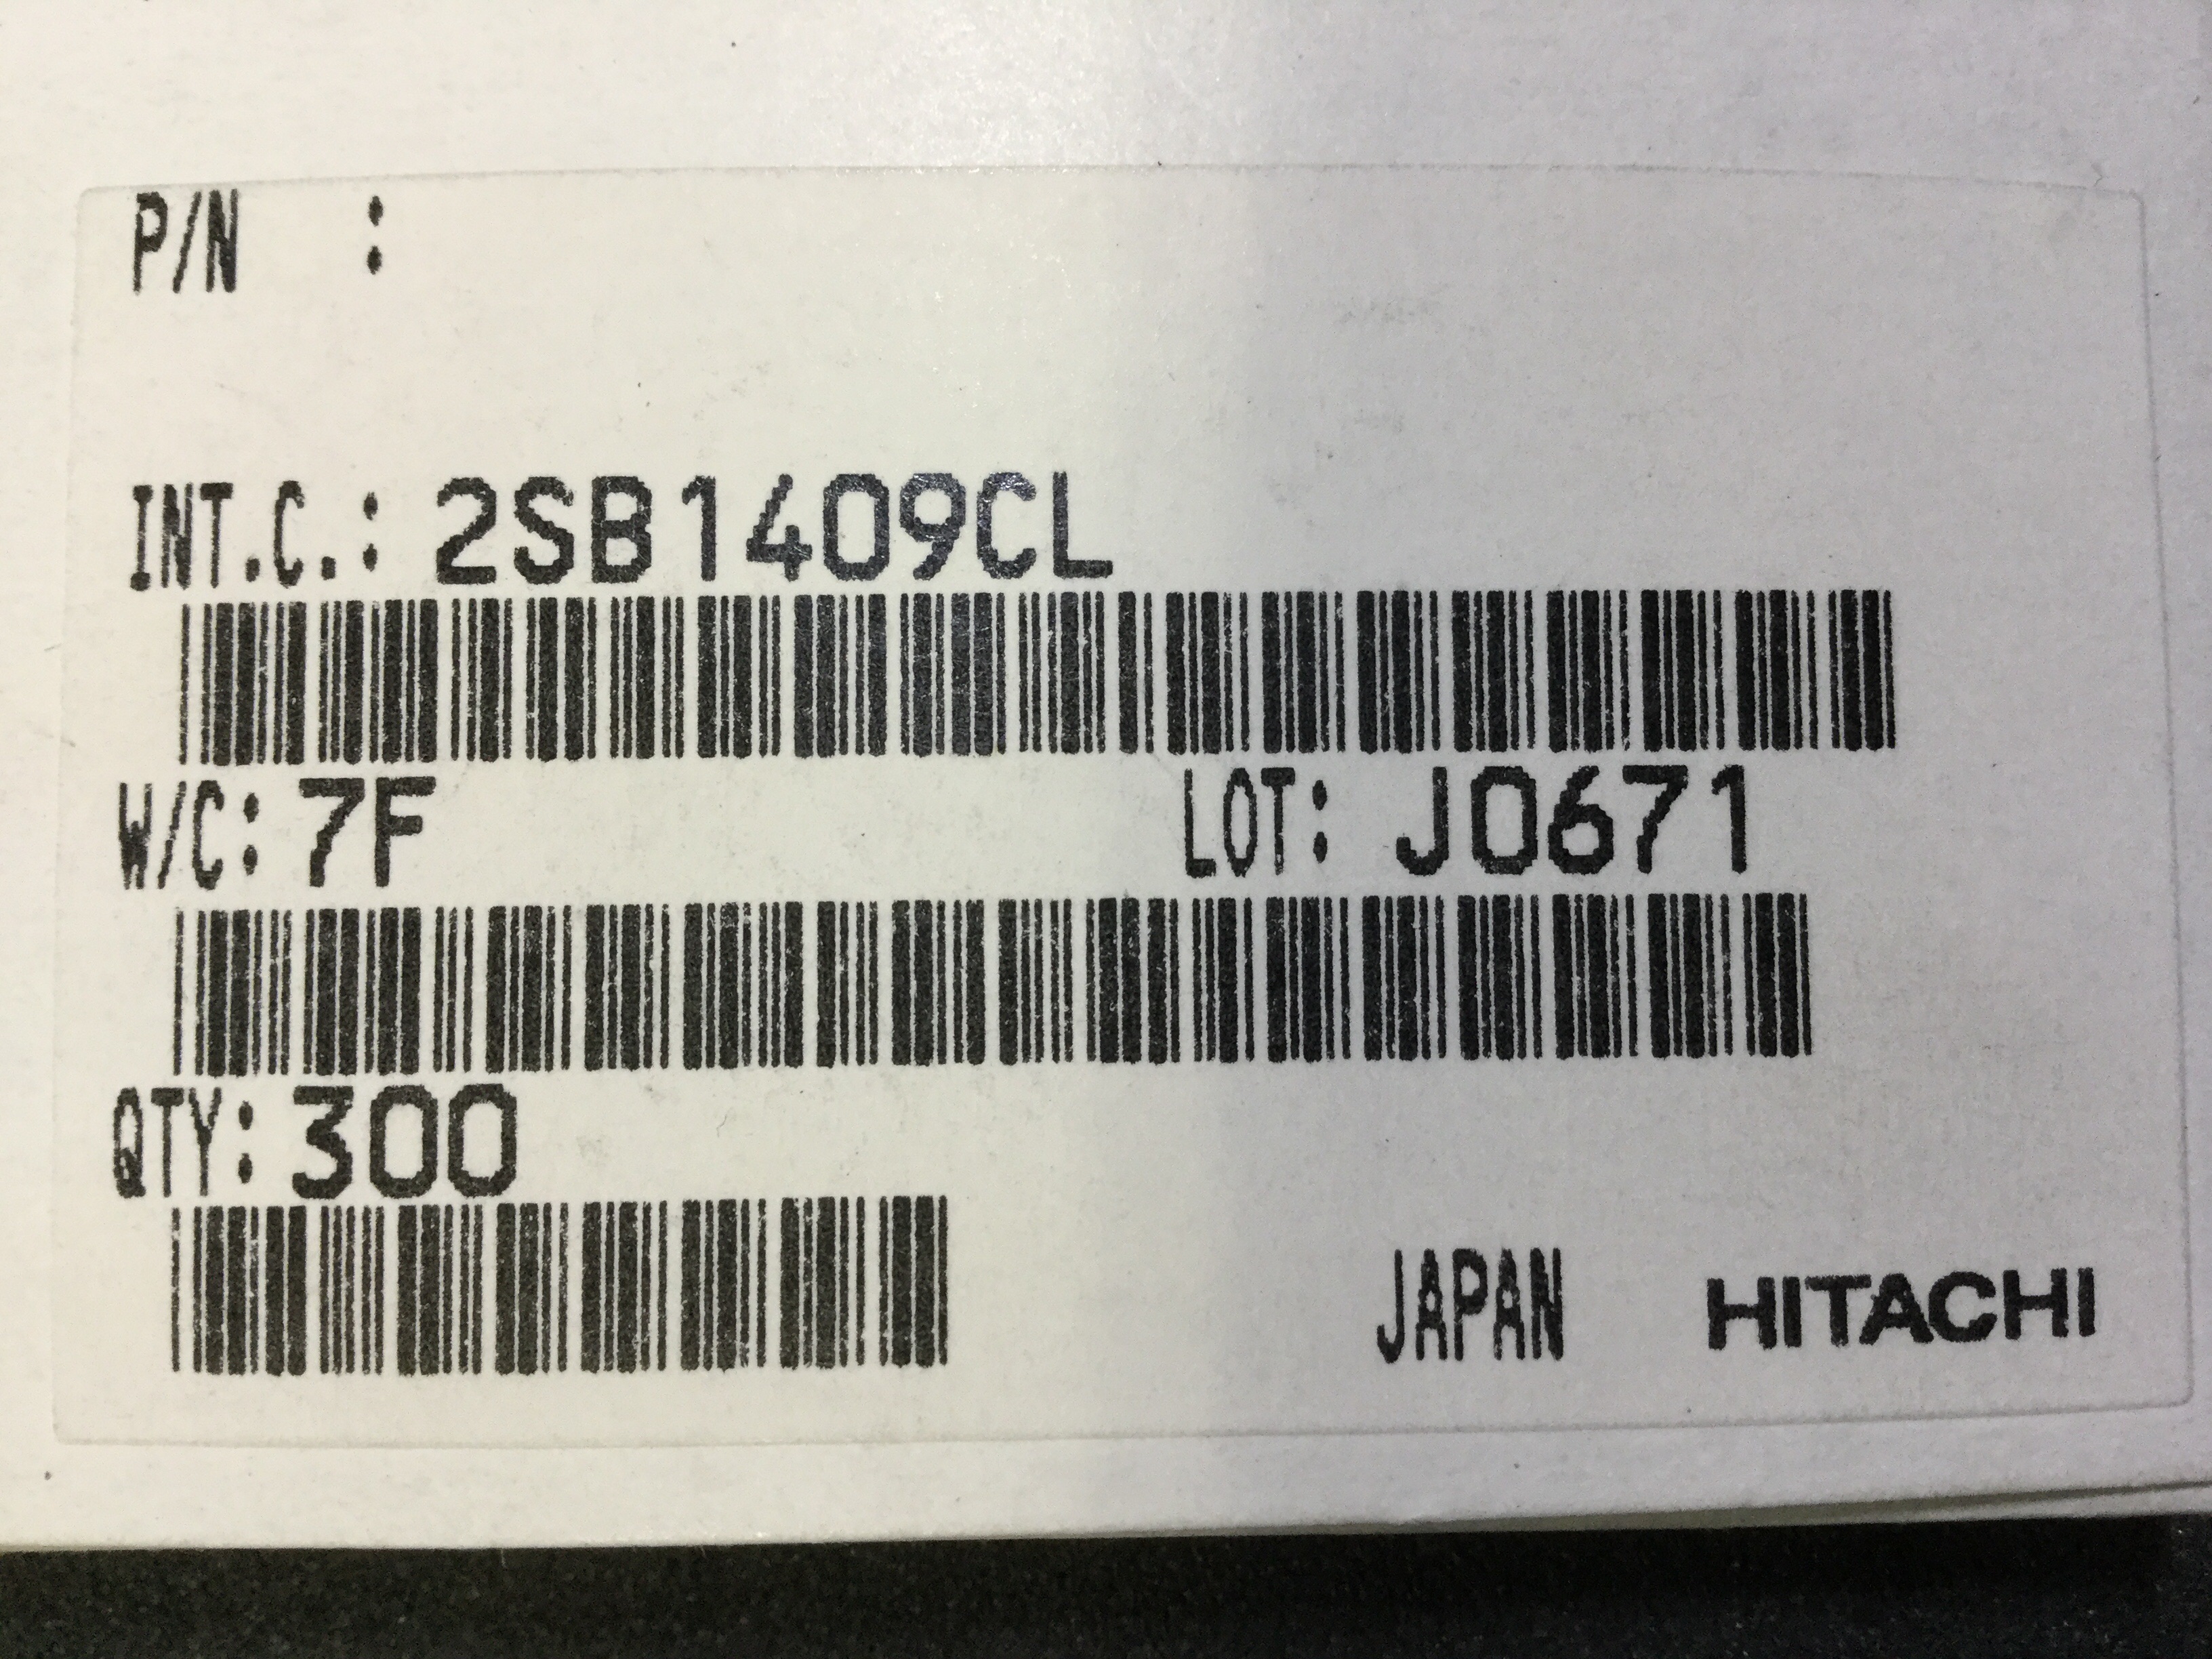 P/N :
INT.C.: 2SB1409CL
W/C: 7F LOT: J0671
QTY: 300
JAPAN HITACHI